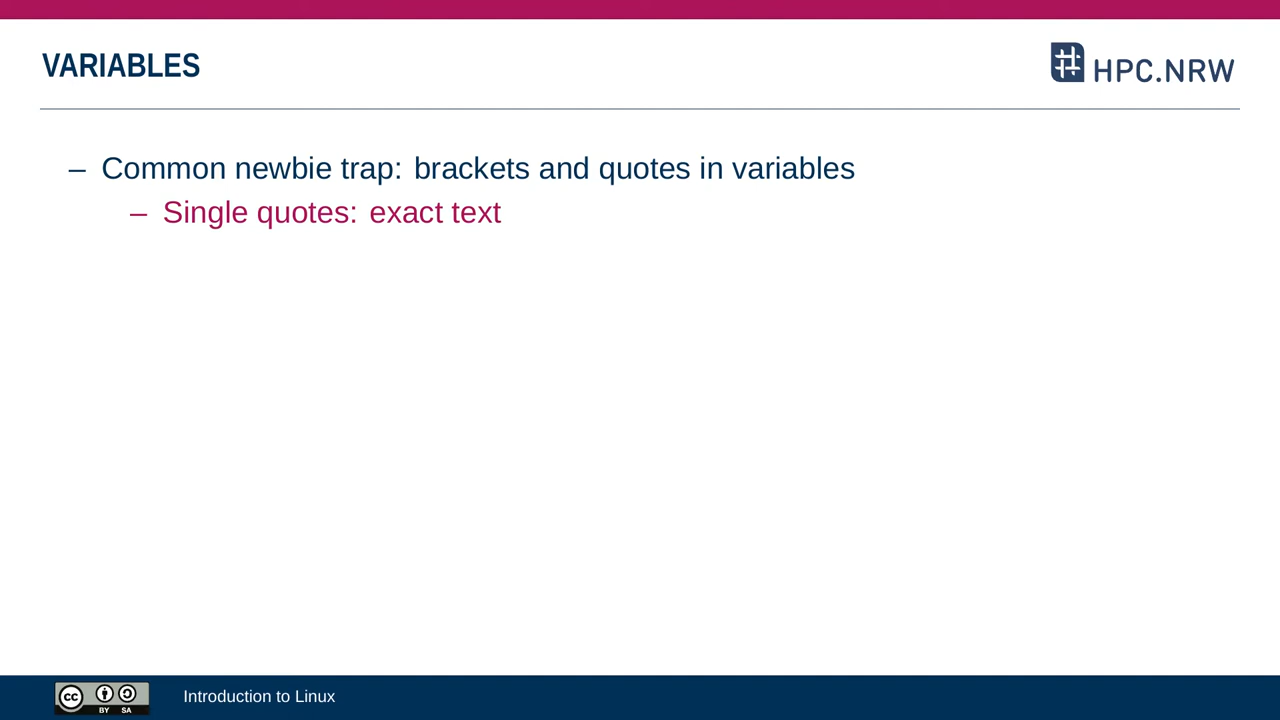 VARIABLES
HPC.NRW
– Common newbie trap: brackets and quotes in variables
– Single quotes: exact text
cc BY SA
Introduction to Linux